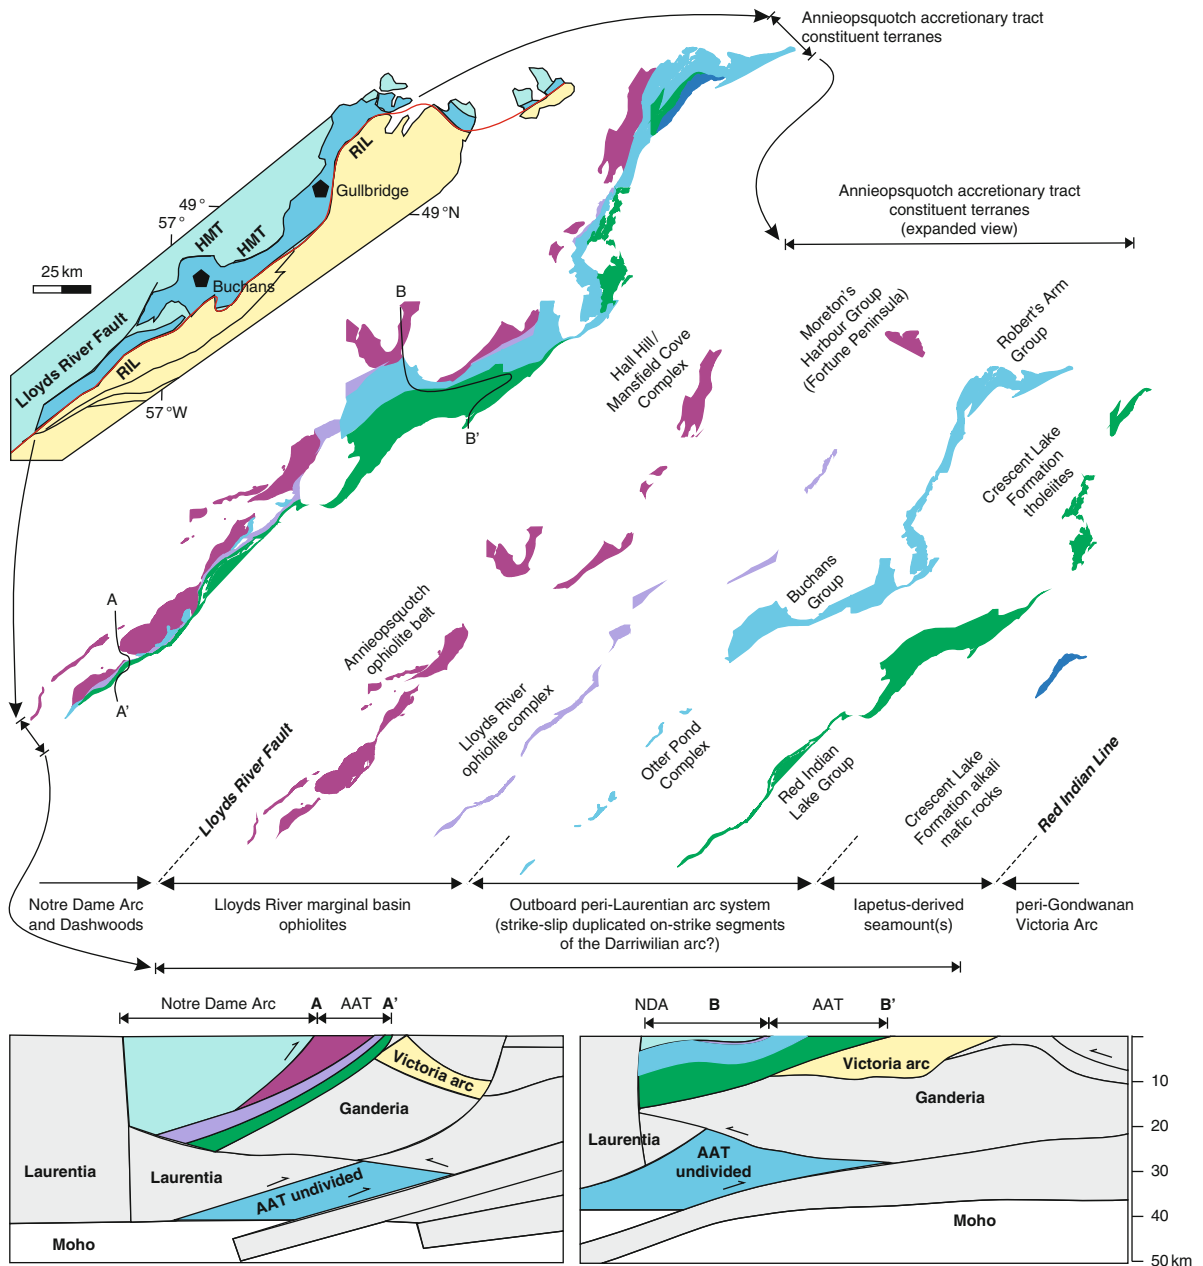 Annieopsquotch accretionary tract
constituent terranes
RIL
Gullbridge
49°
57°
49°N
HMT
HMT
25 km
Buchans
Lloyds River Fault
RIL
57°W
Annieopsquotch accretionary tract
constituent terranes
(expanded view)
B
B'
A
A'
Hall Hill/
Mansfield Cove
Complex
Moreton's
Harbour Group
(Fortune Peninsula)
Robert's Arm
Group
Crescent Lake
Formation
tholeiites
Buchans
Group
Annieopsquotch
ophiolite belt
Lloyds River
ophiolite complex
Otter Pond
Complex
Red Indian
Lake Group
Crescent Lake
Formation alkali
mafic rocks
Lloyds River Fault
Red Indian Line
Notre Dame Arc
and Dashwoods
Lloyds River marginal basin
ophiolites
Outboard peri-Laurentian arc system
(strike-slip duplicated on-strike segments
of the Darriwilian arc?)
Iapetus-derived
seamount(s)
peri-Gondwanan
Victoria Arc
Notre Dame Arc
A
AAT
A'
Victoria arc
Ganderia
Laurentia
Laurentia
AAT undivided
Moho
NDA
B
AAT
B'
Victoria arc
Ganderia
Laurentia
AAT
undivided
Moho
10
20
30
40
50 km